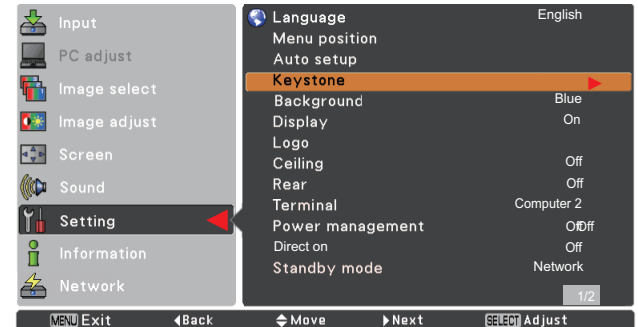 Input
PC adjust
Image select
Image adjust
Screen
Sound
Setting
Information
Network
Language English
Menu position
Auto setup
Keystone
Background Blue
Display On
Logo
Ceiling Off
Rear Off
Terminal Computer 2
Power management Off
Direct on Off
Standby mode Network
1/2
MENU Exit Back Move Next SELECT Adjust